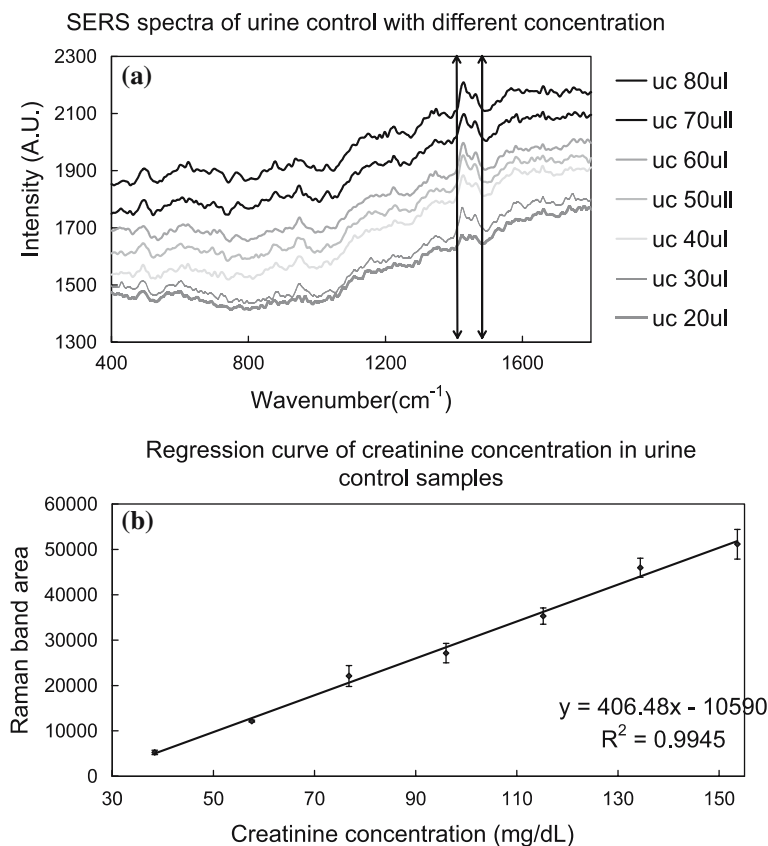 SERS spectra of urine control with different concentration
(a)
Intensity (A.U.)
2300
2100
1900
1700
1500
1300
400
800
1200
1600
Wavenumber(cm⁻¹)
uc 80ul
uc 70ull
uc 60ul
uc 50ull
uc 40ul
uc 30ul
uc 20ul
Regression curve of creatinine concentration in urine
control samples
(b)
Raman band area
60000
50000
40000
30000
20000
10000
0
30
50
70
90
110
130
150
y = 406.48x - 10590
R² = 0.9945
Creatinine concentration (mg/dL)